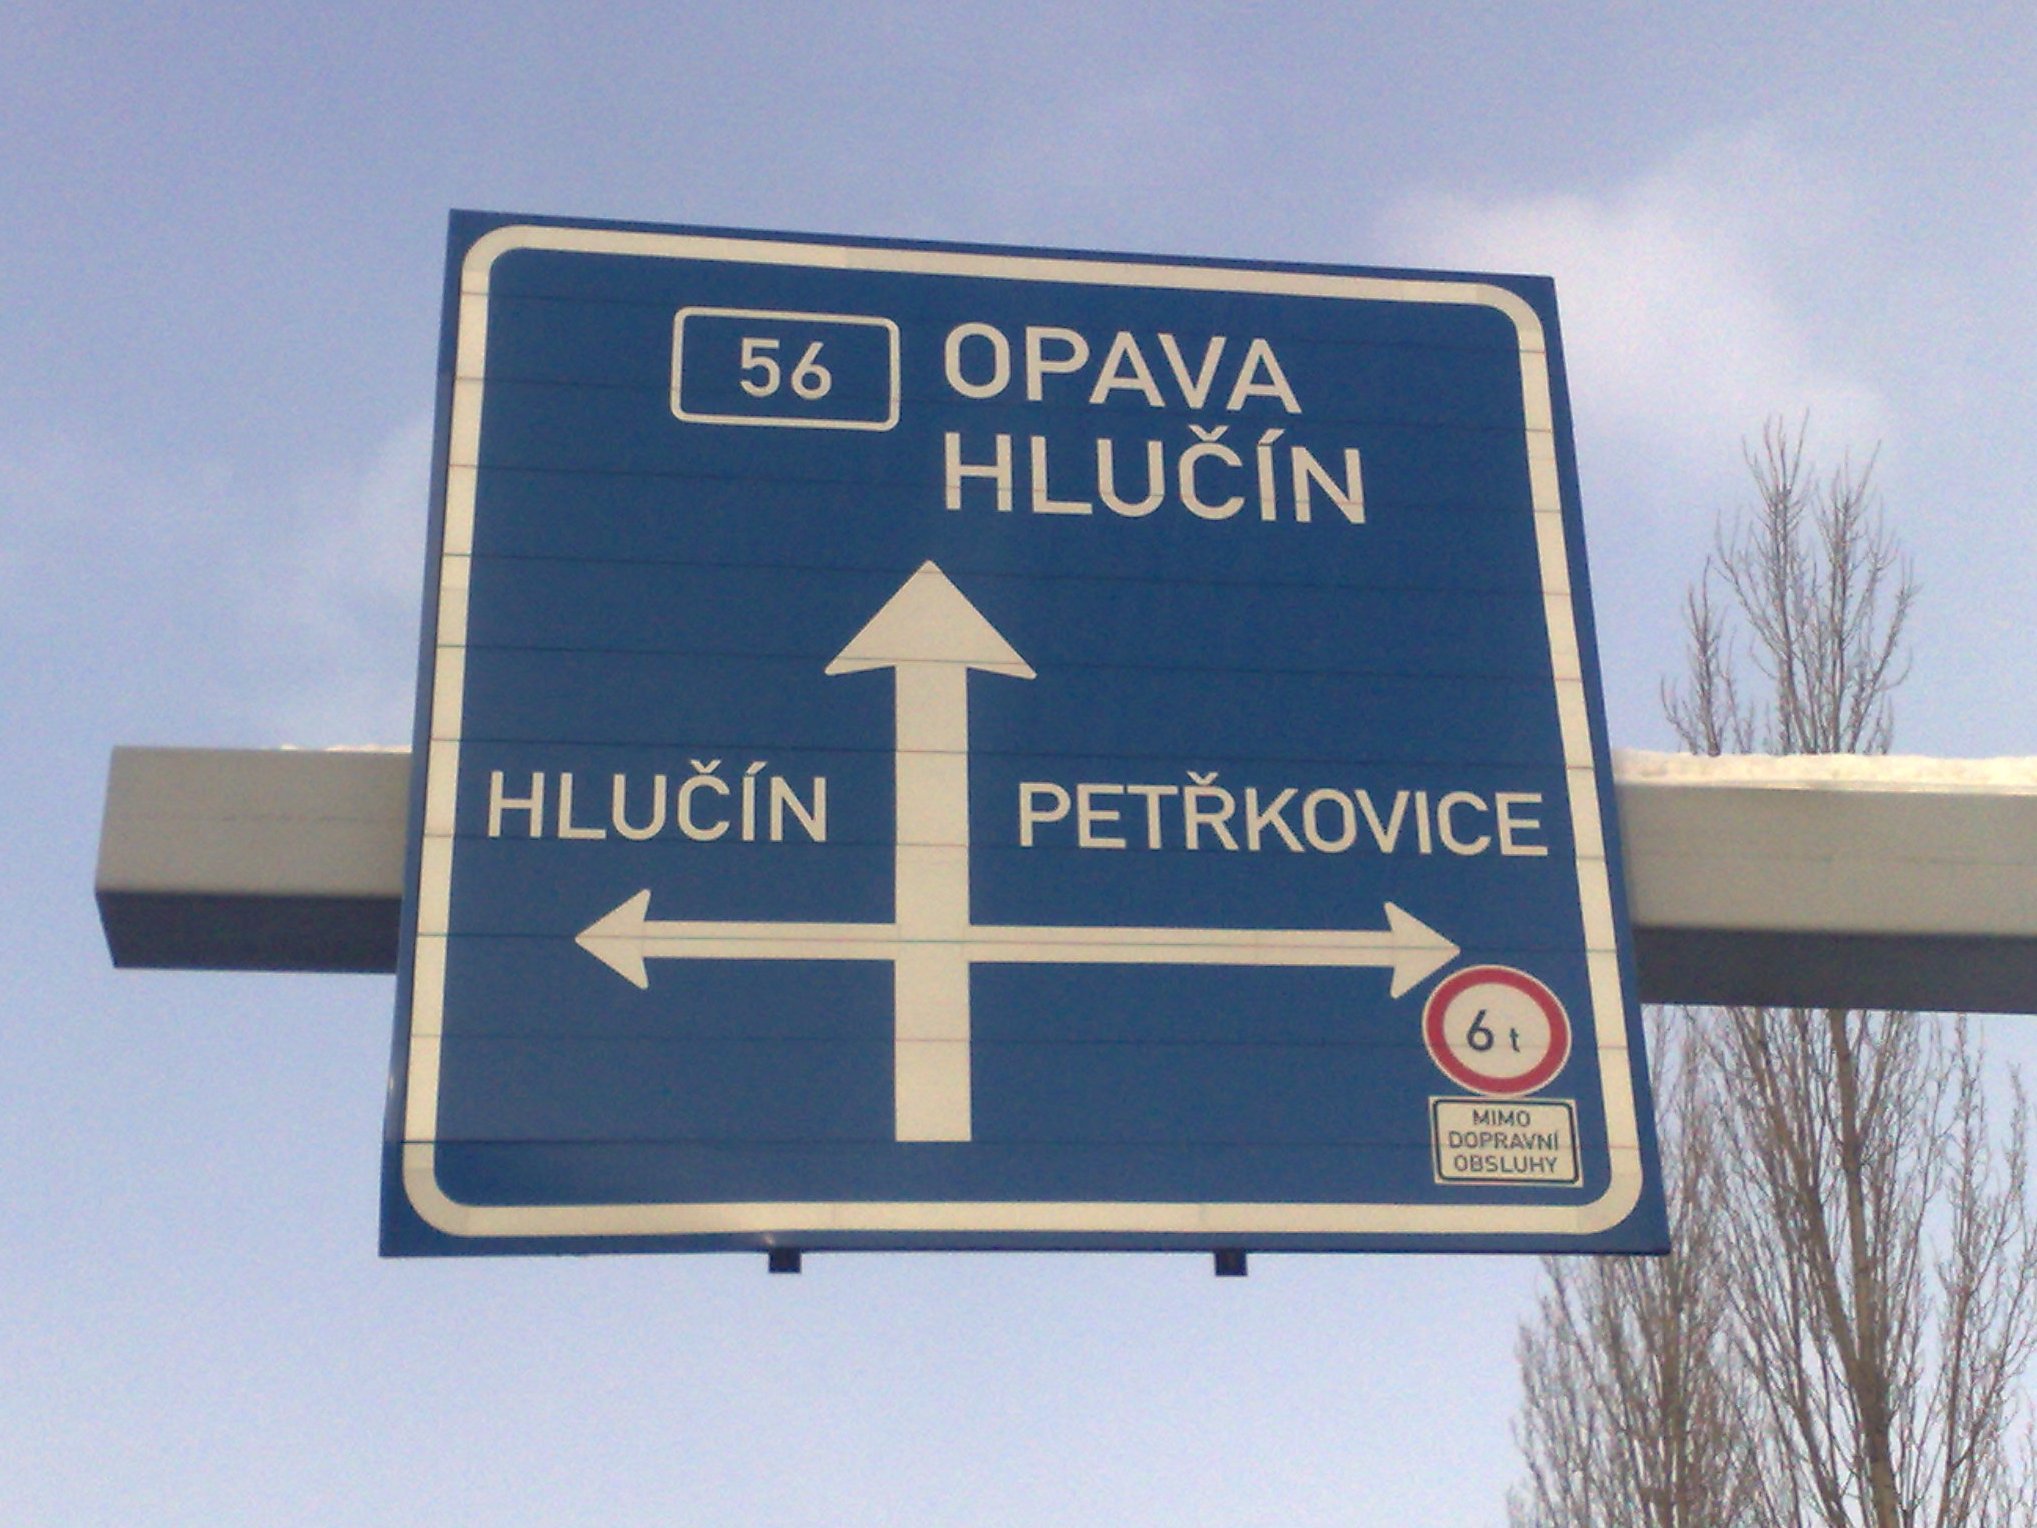 56 OPAVA
HLUČÍN
HLUČÍN PETŘKOVICE
6 t
MIMO
DOPRAVNÍ
OBSLUHY